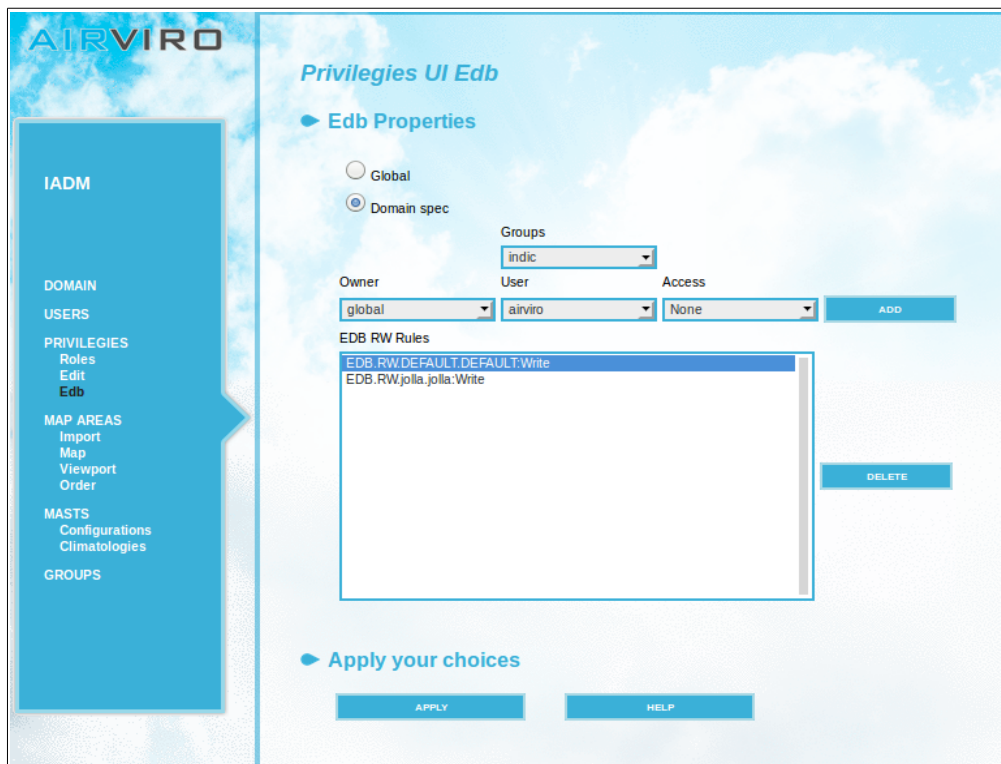 AIRVIRO
IADM
DOMAIN
USERS
PRIVILEGIES
Roles
Edit
Edb
MAP AREAS
Import
Map
Viewport
Order
MASTS
Configurations
Climatologies
GROUPS
Privilegies UI Edb
Edb Properties
Global
Domain spec
Groups
indic
Owner User Access
global airviro None ADD
EDB RW Rules
EDB.RW.DEFAULT.DEFAULT:Write
EDB.RW.jolla.jolla:Write
DELETE
Apply your choices
APPLY HELP